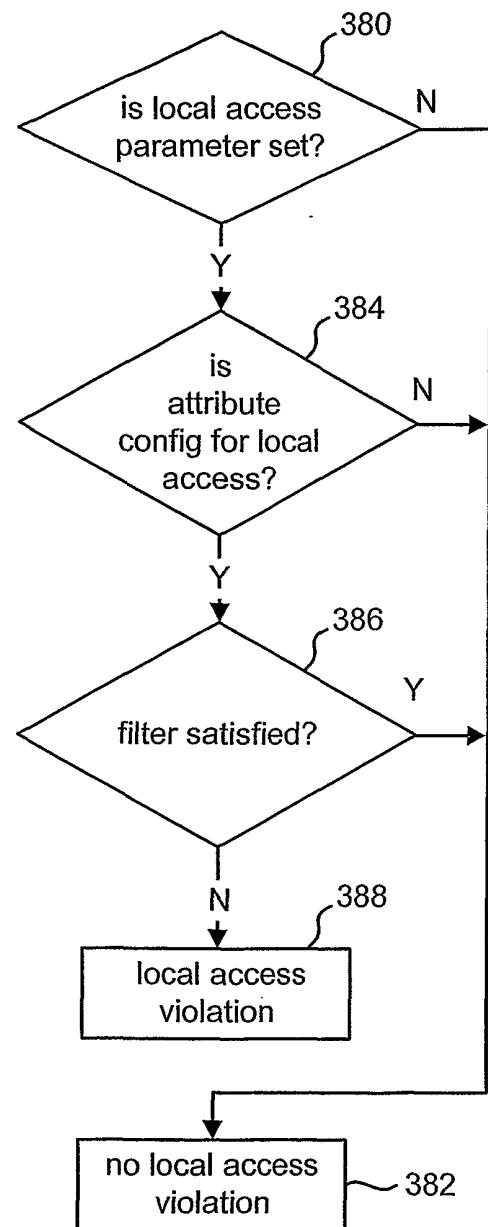 380
is local access
parameter set?
N
Y
384
is
attribute
config for local
access?
N
Y
386
filter satisfied?
Y
N
388
local access
violation
no local access
violation
382